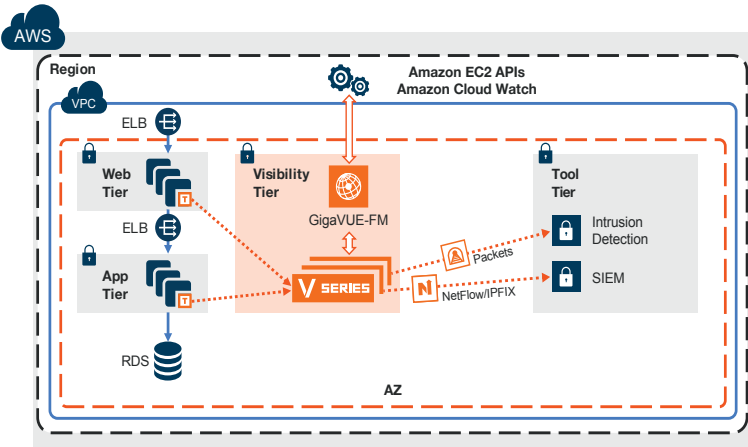 AWS
Region
Amazon EC2 APIs
Amazon Cloud Watch
VPC
ELB
Web
Tier
T
Visibility
Tier
GigaVUE-FM
Tool
Tier
ELB
Intrusion
Detection
Packets
App
Tier
T
V SERIES
N
NetFlow/IPFIX
SIEM
RDS
AZ